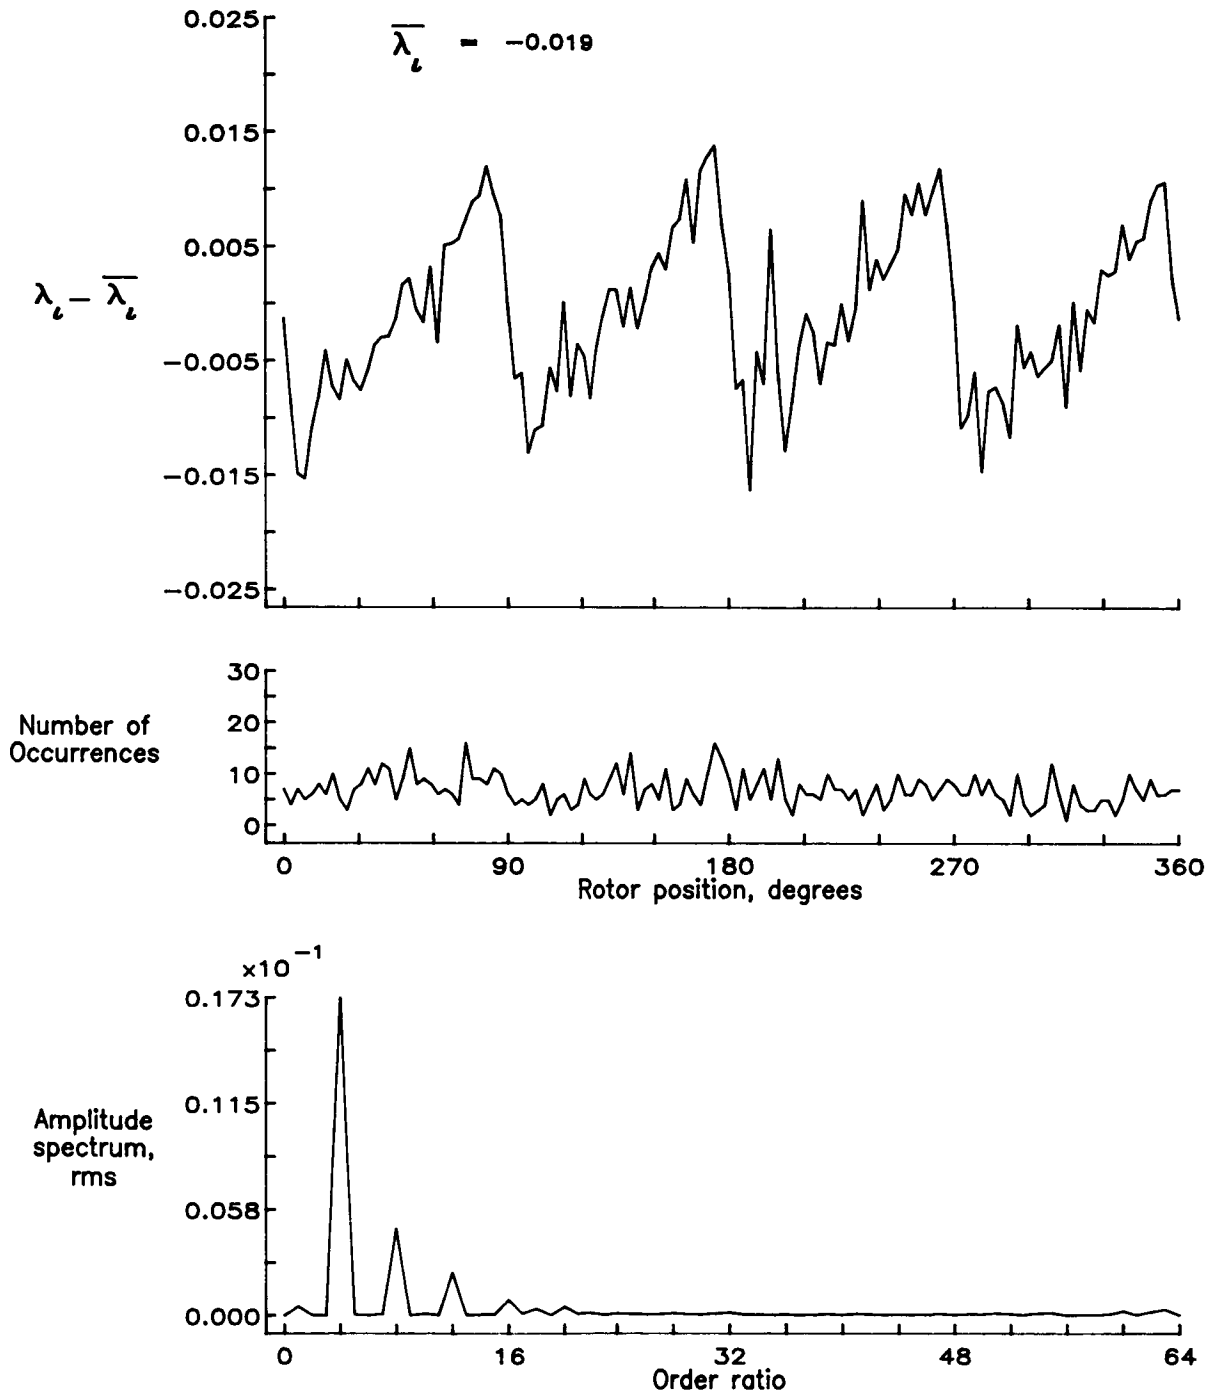 0.025
λ̅ι = −0.019
0.015
0.005
λι − λ̅ι
−0.005
−0.015
−0.025
30
Number of
Occurrences
20
10
0
0 90 180 270 360
Rotor position, degrees
×10⁻¹
0.173
0.115
Amplitude
spectrum,
rms
0.058
0.000
0 16 32 48 64
Order ratio